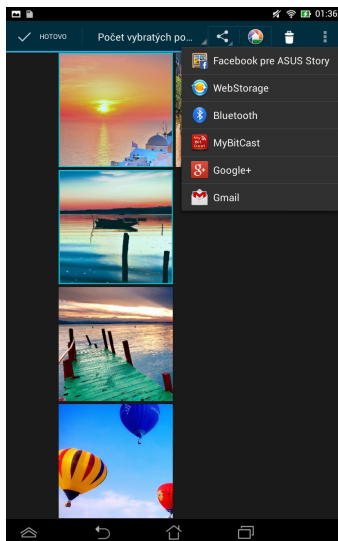 01:36
HOTOVO
Počet vybratých po...
Facebook pre ASUS Story
WebStorage
Bluetooth
MyBitCast
Google+
Gmail